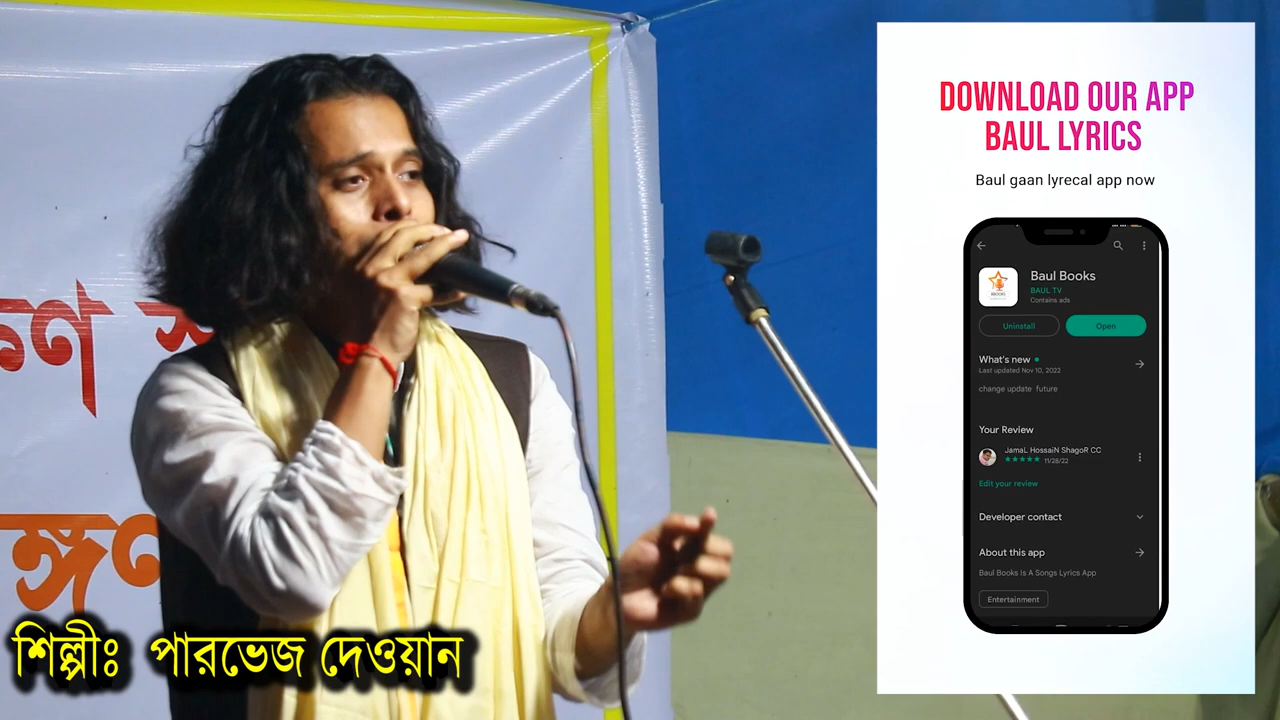 শিল্পীঃ পারভেজ দেওয়ান
DOWNLOAD OUR APP
BAUL LYRICS
Baul gaan lyrecal app now
Baul Books
BAUL TV
Contains ads
Uninstall
Open
What's new
Last updated Nov 10, 2022
change update future
Your Review
JamaL HossaiN ShagoR CC
★★★★★ 11/28/22
Edit your review
Developer contact
About this app
Baul Books Is A Songs Lyrics App
Entertainment